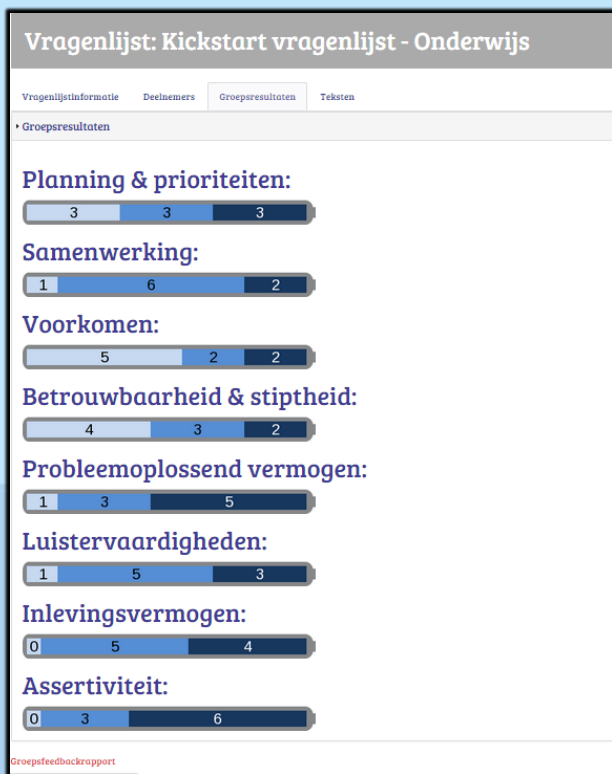 Vragenlijst: Kickstart vragenlijst - Onderwijs
Vragenlijstinformatie Deelnemers Groepsresultaten Teksten
Groepsresultaten
Planning & prioriteiten:
3 3 3
Samenwerking:
1 6 2
Voorkomen:
5 2 2
Betrouwbaarheid & stiptheid:
4 3 2
Probleemoplossend vermogen:
1 3 5
Luistervaardigheden:
1 5 3
Inlevingsvermogen:
0 5 4
Assertiviteit:
0 3 6
Groepsfeedbackrapport